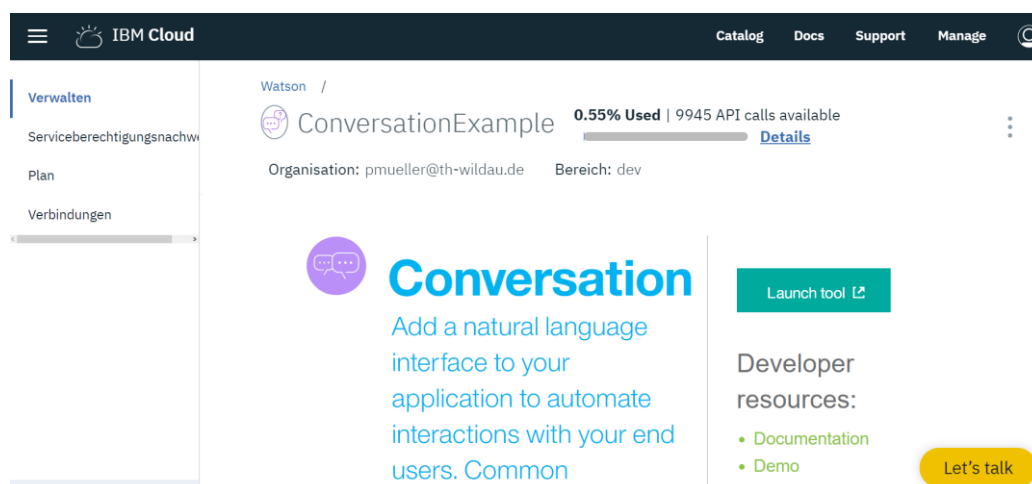 IBM Cloud
Catalog Docs Support Manage
Verwalten
Serviceberechtigungsnachwe
Plan
Verbindungen
Watson /
ConversationExample
0.55% Used | 9945 API calls available
Details
Organisation: pmueller@th-wildau.de Bereich: dev
Conversation
Add a natural language
interface to your
application to automate
interactions with your end
users. Common
Launch tool
Developer
resources:
• Documentation
• Demo
Let's talk